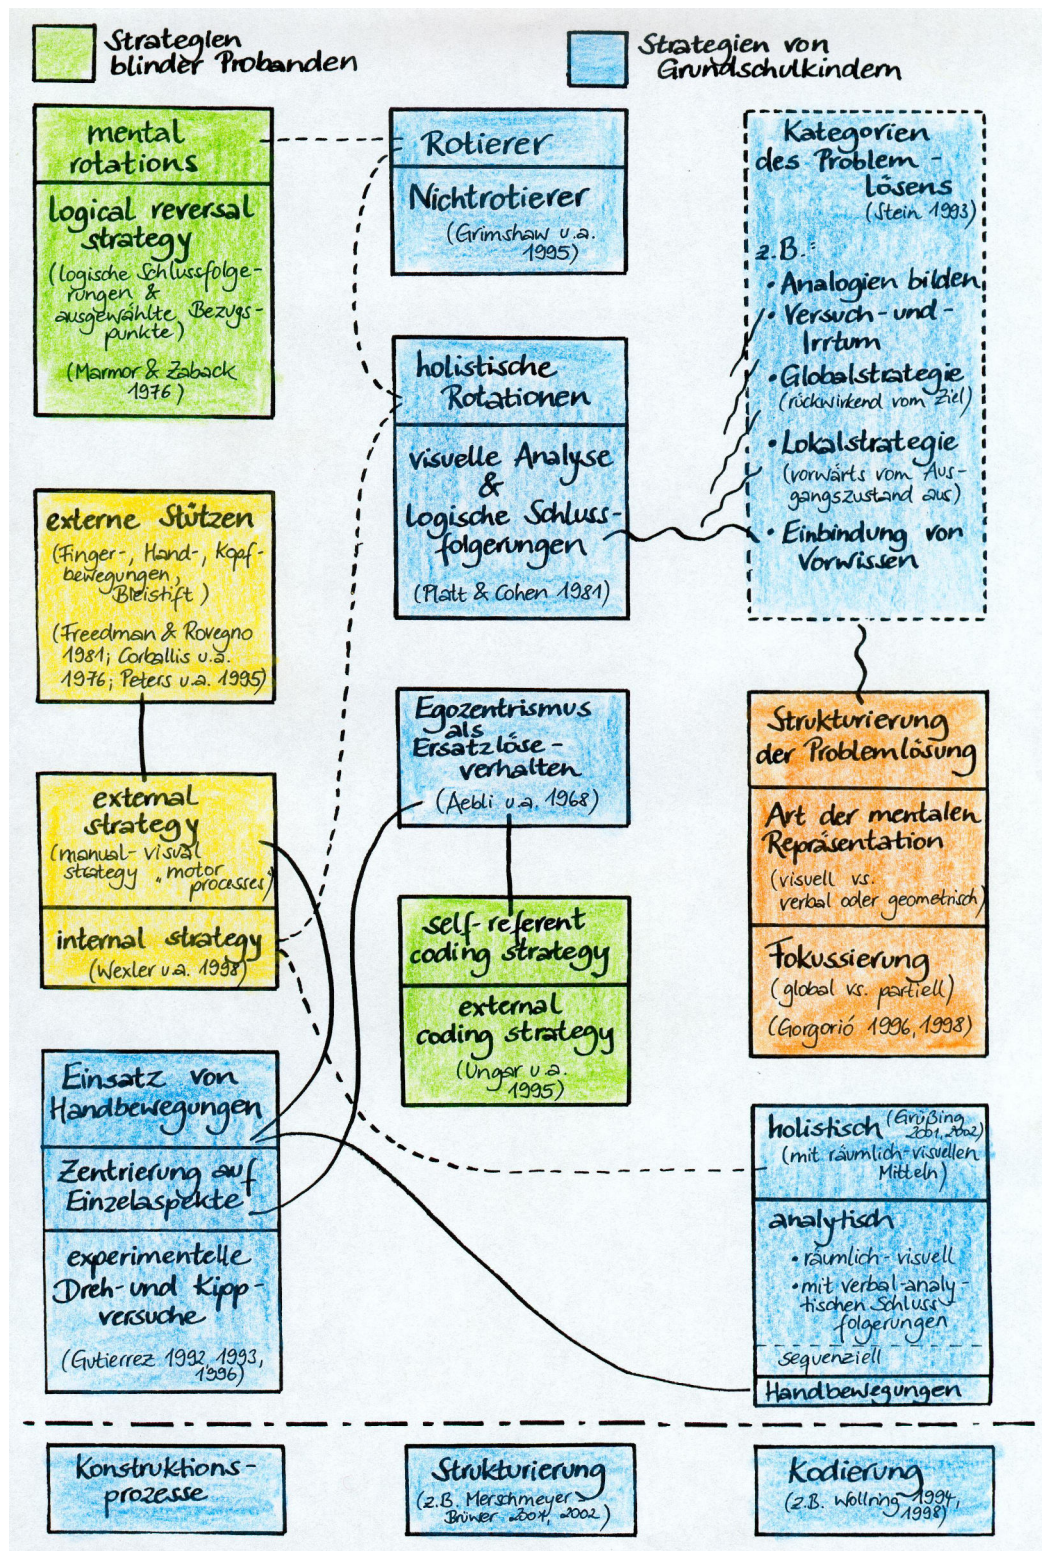 Strategien
blinder Probanden
Strategien von
Grundschulkindern
mental
rotations
logical reversal
strategy
(logische Schlussfolge-
rungen &
ausgewählte Bezugs-
punkte)
(Marmor & Zaback
1976)
Rotierer
Nichtrotierer
(Grimshaw u.a.
1995)
Kategorien
des Problem-
lösens
(Stein 1993)
z.B.:
• Analogien bilden
• Versuch-und-
Irrtum
• Globalstrategie
(rückwirkend vom Ziel)
• Lokalstrategie
(vorwärts vom Aus-
gangszustand aus)
• Einbindung von
Vorwissen
holistische
Rotationen
visuelle Analyse
&
logische Schluss-
folgerungen
(Platt & Cohen 1981)
externe Stützen
(Finger-, Hand-, Kopf-
bewegungen,
Bleistift)
(Freedman & Rovegno
1981; Corballis u.a.
1976; Peters u.a. 1995)
external
strategy
(manual-visual
strategy "motor
processes")
internal strategy
(Wexler u.a. 1998)
Egozentrismus
als
Ersatzlöse-
verhalten
(Aebli u.a. 1968)
self-referent
coding strategy
external
coding strategy
(Ungar u.a.
1995)
Strukturierung
der Problemlösung
Art der mentalen
Repräsentation
(visuell vs.
verbal oder geometrisch)
Fokussierung
(global vs. partiell)
(Gorgorió 1996, 1998)
Einsatz von
Handbewegungen
Zentrierung auf
Einzelaspekte
experimentelle
Dreh- und Kipp-
versuche
(Gutierrez 1992, 1993,
1996)
holistisch (Grüßing
2001, 2002)
(mit räumlich-visuellen
Mitteln)
analytisch
• räumlich-visuell
• mit verbal-analy-
tischen Schluss
folgerungen
sequenziell
Handbewegungen
Konstruktions-
prozesse
Strukturierung
(z.B. Merschmeyer-
Brüwer 2001, 2002)
Kodierung
(z.B. Wollring 1994,
1998)